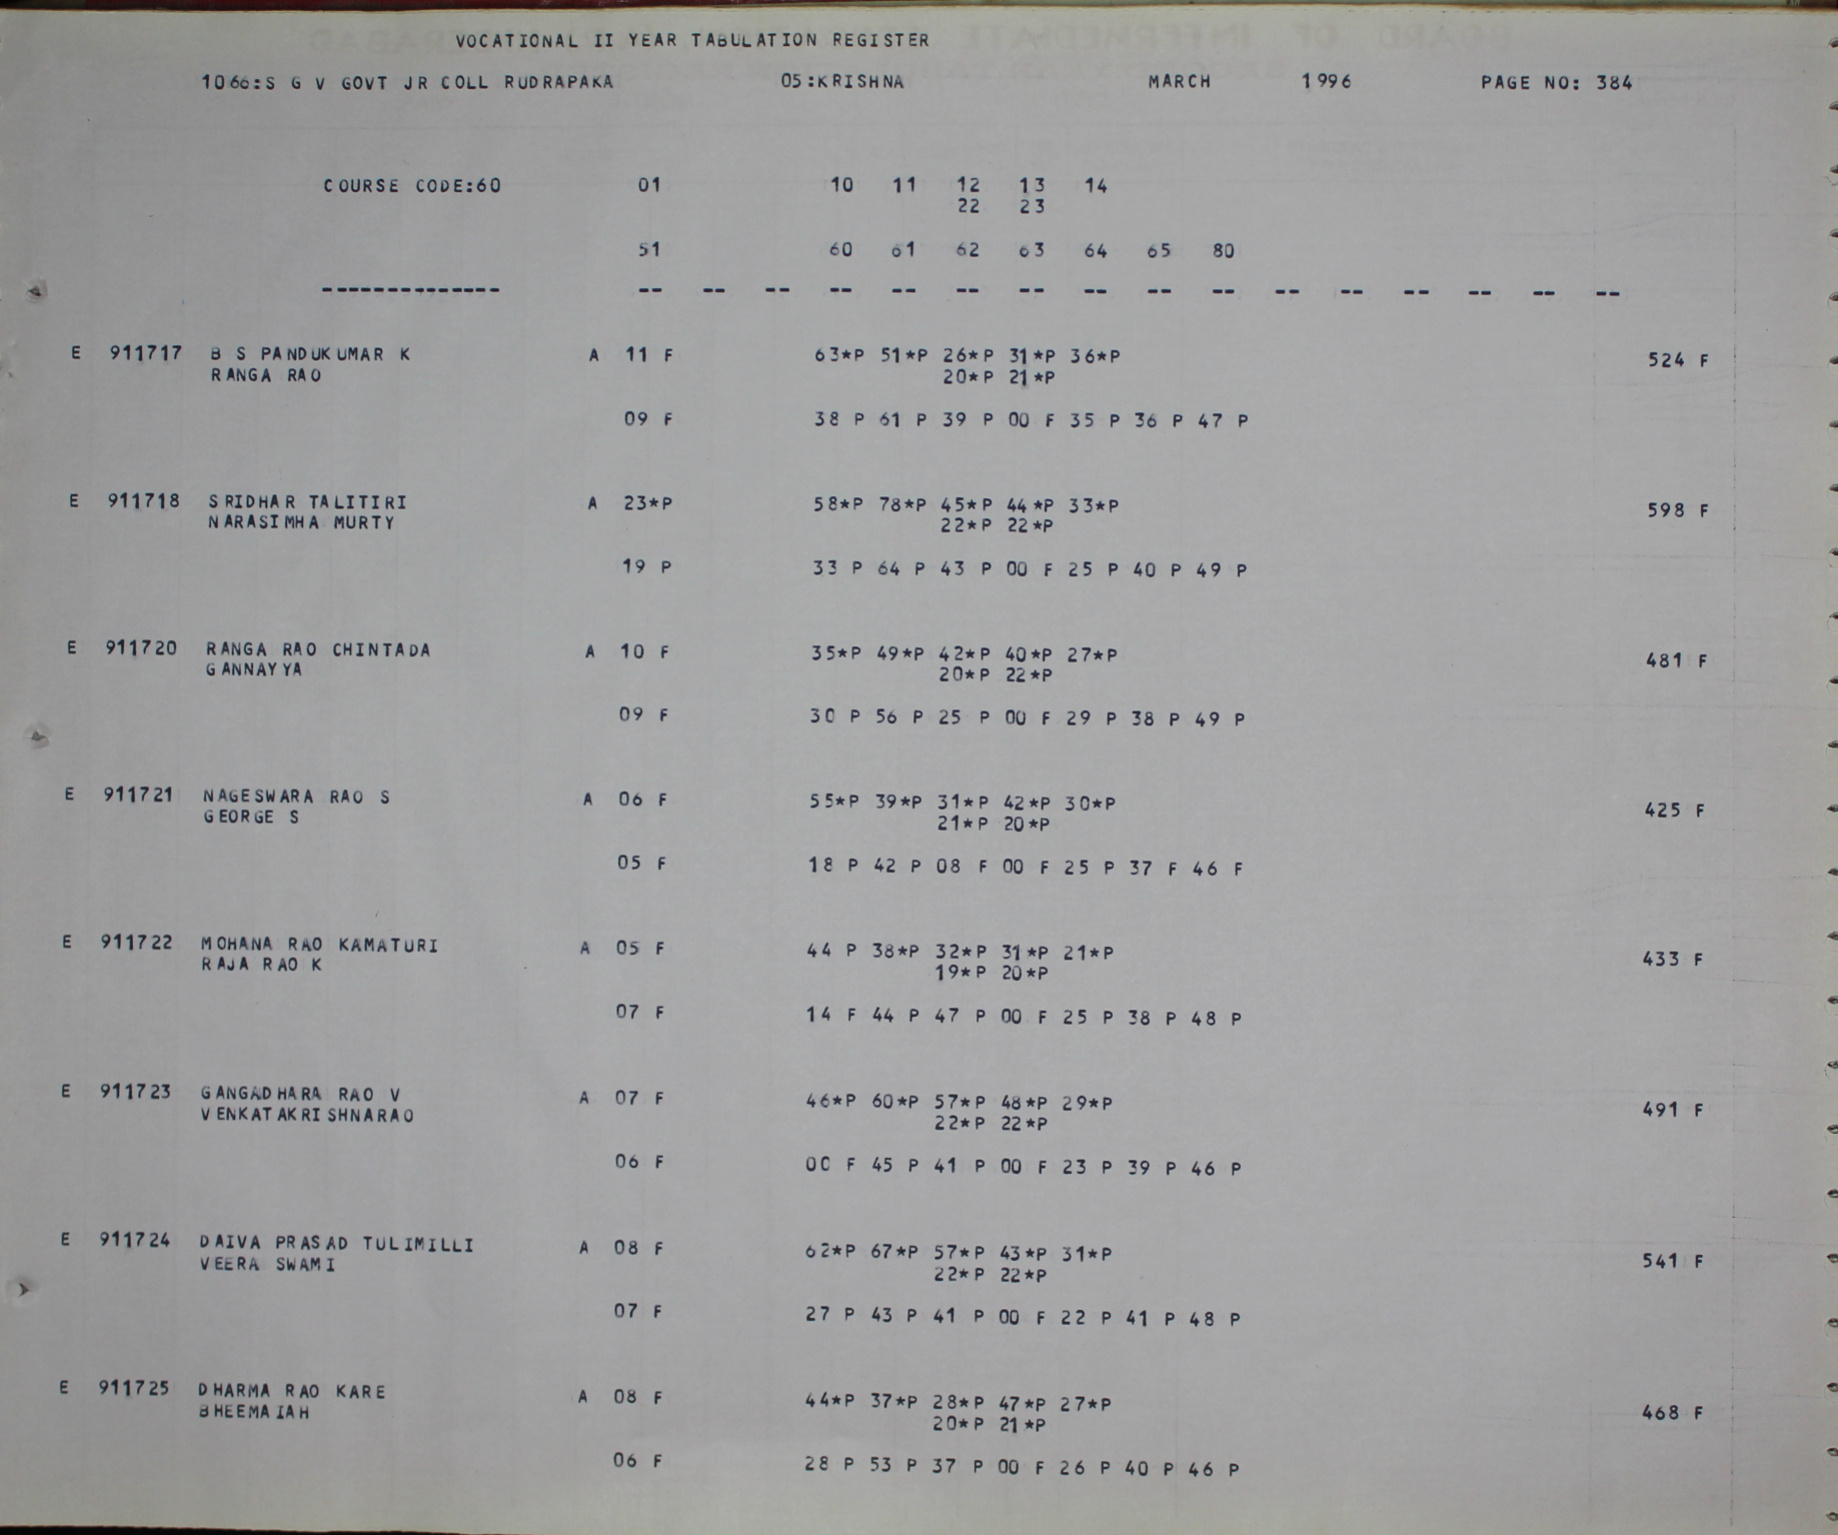 VOCATIONAL II YEAR TABULATION REGISTER
1066:S G V GOVT JR COLL RUDRAPAKA 05:KRISHNA MARCH 1996 PAGE NO: 384
COURSE CODE:60 01 10 11 12 13 14
22 23
51 60 61 62 63 64 65 80
-------------- -- -- -- -- -- -- -- -- -- -- -- -- -- -- -- --
E 911717 B S PANDUKUMAR K A 11 F 63*P 51*P 26*P 31*P 36*P 524 F
RANGA RAO 20*P 21*P
09 F 38 P 61 P 39 P 00 F 35 P 36 P 47 P
E 911718 SRIDHAR TALITIRI A 23*P 58*P 78*P 45*P 44*P 33*P 598 F
NARASIMHA MURTY 22*P 22*P
19 P 33 P 64 P 43 P 00 F 25 P 40 P 49 P
E 911720 RANGA RAO CHINTADA A 10 F 35*P 49*P 42*P 40*P 27*P 481 F
GANNAYYA 20*P 22*P
09 F 30 P 56 P 25 P 00 F 29 P 38 P 49 P
E 911721 NAGESWARA RAO S A 06 F 55*P 39*P 31*P 42*P 30*P 425 F
GEORGE S 21*P 20*P
05 F 18 P 42 P 08 F 00 F 25 P 37 F 46 F
E 911722 MOHANA RAO KAMATURI A 05 F 44 P 38*P 32*P 31*P 21*P 433 F
RAJA RAO K 19*P 20*P
07 F 14 F 44 P 47 P 00 F 25 P 38 P 48 P
E 911723 GANGADHARA RAO V A 07 F 46*P 60*P 57*P 48*P 29*P 491 F
VENKATAKRISHNARAO 22*P 22*P
06 F 00 F 45 P 41 P 00 F 23 P 39 P 46 P
E 911724 DAIVA PRASAD TULIMILLI A 08 F 62*P 67*P 57*P 43*P 31*P 541 F
VEERA SWAMI 22*P 22*P
07 F 27 P 43 P 41 P 00 F 22 P 41 P 48 P
E 911725 DHARMA RAO KARE A 08 F 44*P 37*P 28*P 47*P 27*P 468 F
BHEEMAIAH 20*P 21*P
06 F 28 P 53 P 37 P 00 F 26 P 40 P 46 P